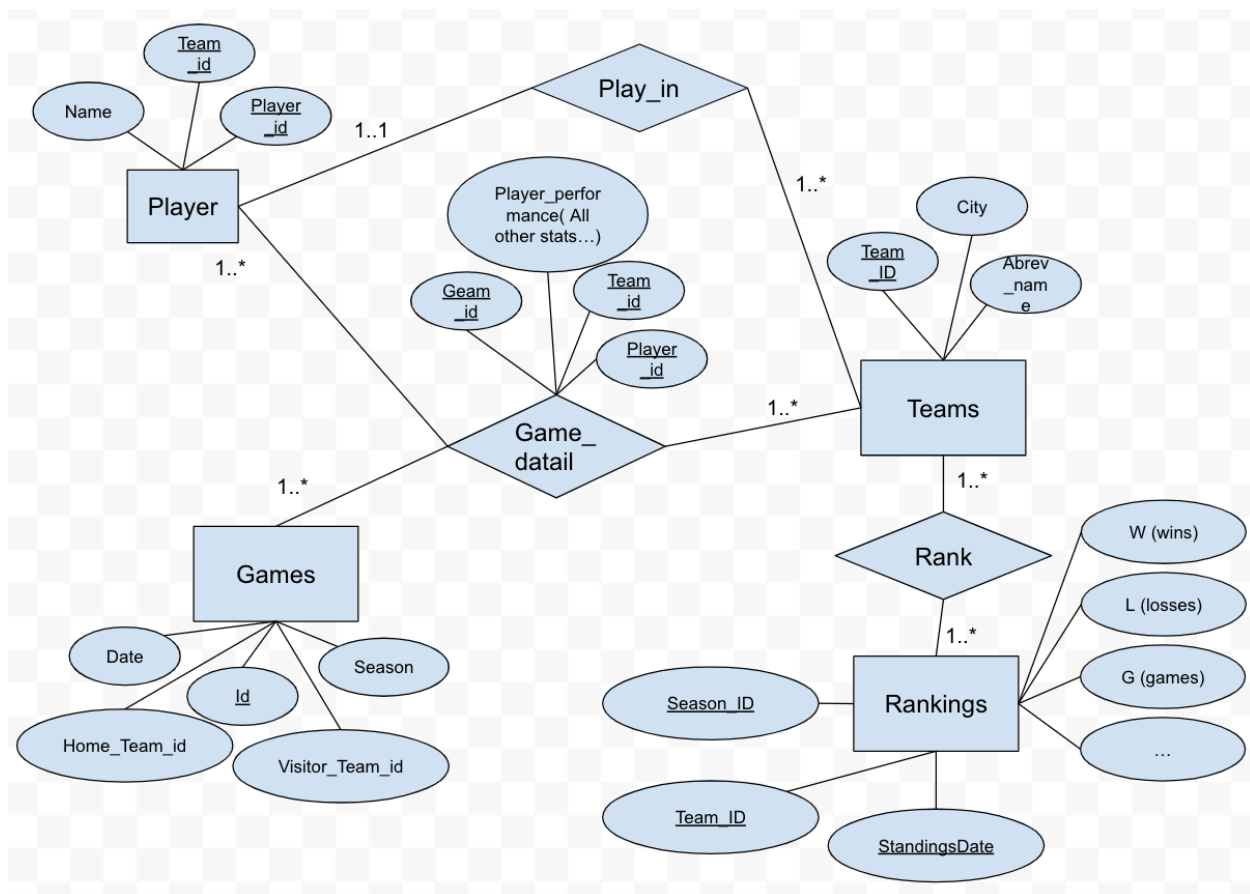 Team
_id
Name
Player
_id
Player
1..1
Play_in
1..*
1..*
Player_perfor
mance( All
other stats…)
Geam
_id
Team
_id
Player
_id
City
Team
_ID
Abrev
_nam
e
Teams
1..*
Game_
datail
1..*
1..*
Games
Date
Id
Season
Home_Team_id
Visitor_Team_id
Rank
1..*
Rankings
W (wins)
L (losses)
G (games)
…
Season_ID
Team_ID
StandingsDate